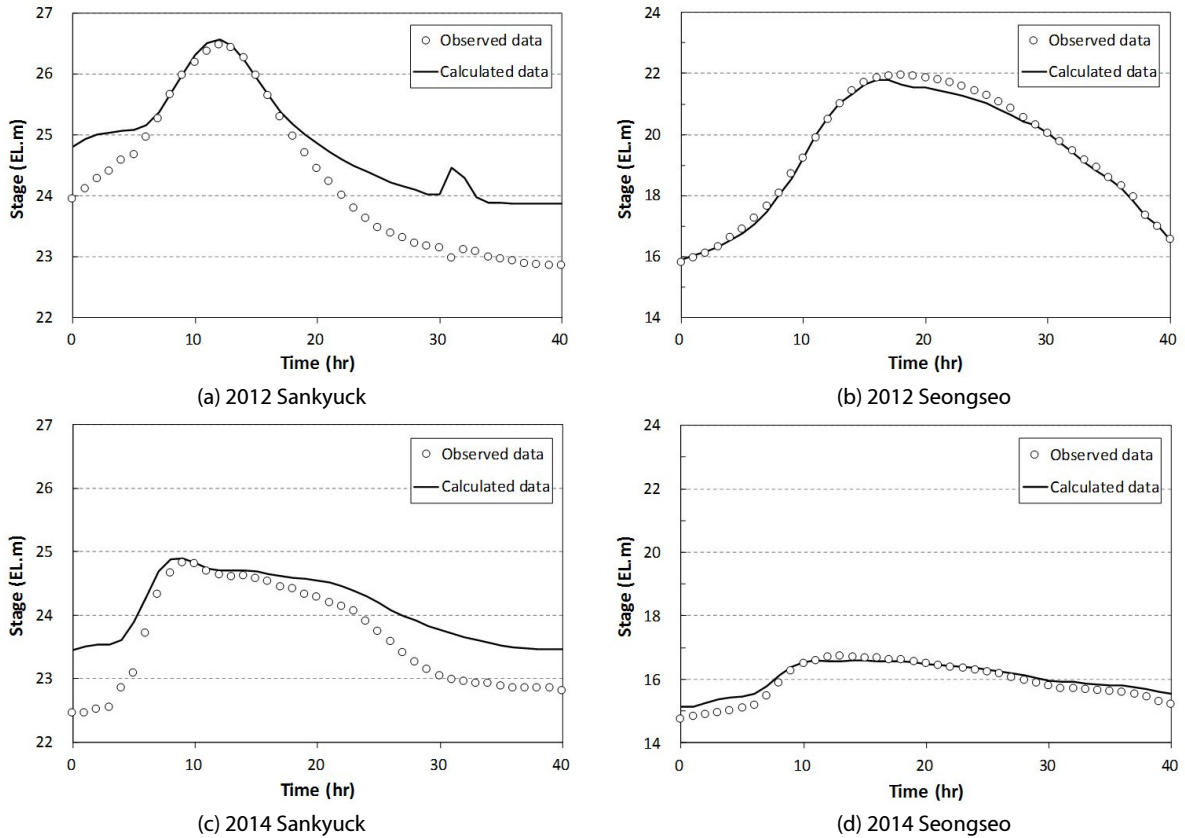 27
26
25
24
23
22
Stage (EL.m)
Observed data
Calculated data
0
10
20
30
40
Time (hr)
(a) 2012 Sankyuck
24
22
20
18
16
14
Stage (EL.m)
Observed data
Calculated data
0
10
20
30
40
Time (hr)
(b) 2012 Seongseo
27
26
25
24
23
22
Stage (EL.m)
Observed data
Calculated data
0
10
20
30
40
Time (hr)
(c) 2014 Sankyuck
24
22
20
18
16
14
Stage (EL.m)
Observed data
Calculated data
0
10
20
30
40
Time (hr)
(d) 2014 Seongseo